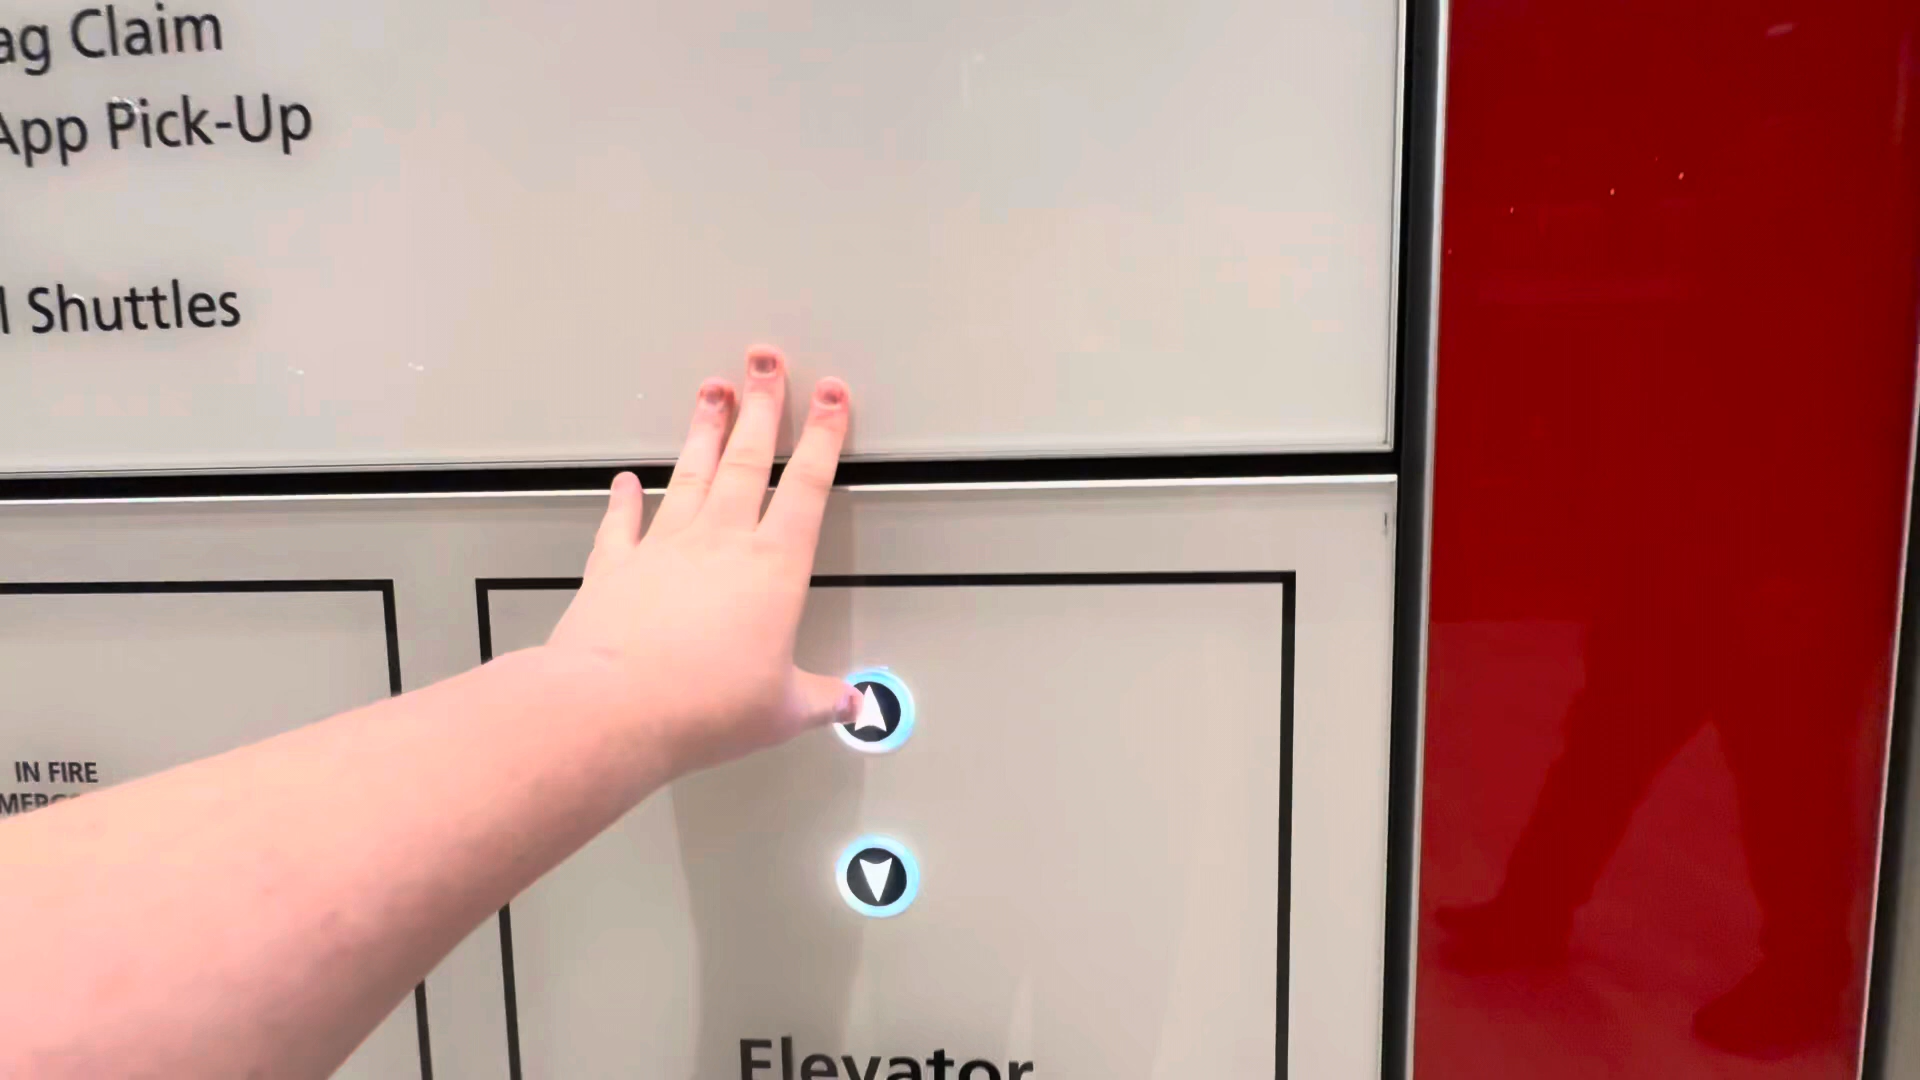 ag Claim
App Pick-Up
l Shuttles
IN FIRE
Elevator